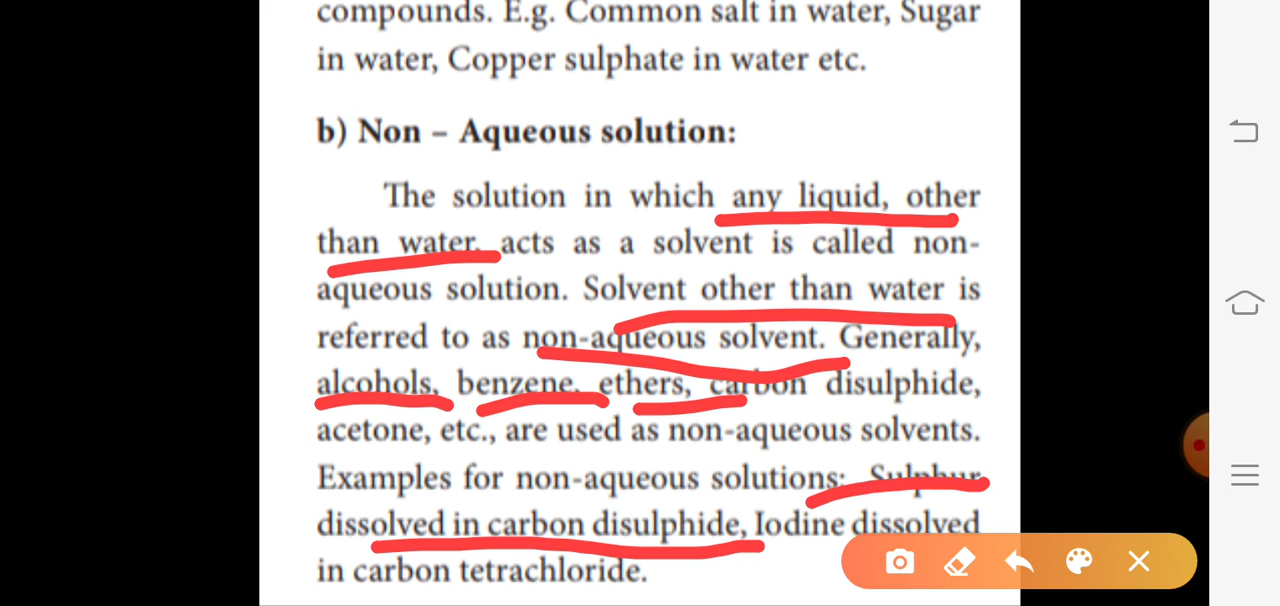 compounds. E.g. Common salt in water, Sugar
in water, Copper sulphate in water etc.
b) Non – Aqueous solution:
The solution in which any liquid, other
than water, acts as a solvent is called non-
aqueous solution. Solvent other than water is
referred to as non-aqueous solvent. Generally,
alcohols, benzene, ethers, carbon disulphide,
acetone, etc., are used as non-aqueous solvents.
Examples for non-aqueous solutions: Sulphur
dissolved in carbon disulphide, Iodine dissolved
in carbon tetrachloride.